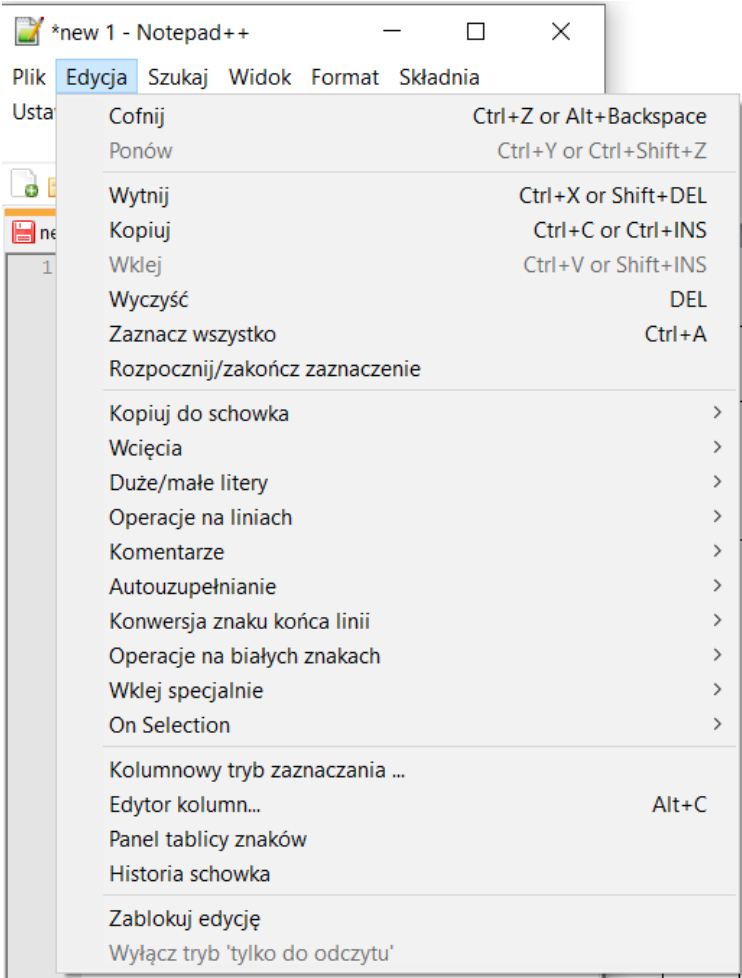 *new 1 - Notepad++
Plik Edycja Szukaj Widok Format Składnia
Usta
Cofnij Ctrl+Z or Alt+Backspace
Ponów Ctrl+Y or Ctrl+Shift+Z
Wytnij Ctrl+X or Shift+DEL
Kopiuj Ctrl+C or Ctrl+INS
Wklej Ctrl+V or Shift+INS
Wyczyść DEL
Zaznacz wszystko Ctrl+A
Rozpocznij/zakończ zaznaczenie
ne
1
Kopiuj do schowka
Wcięcia
Duże/małe litery
Operacje na liniach
Komentarze
Autouzupełnianie
Konwersja znaku końca linii
Operacje na białych znakach
Wklej specjalnie
On Selection
Kolumnowy tryb zaznaczania ...
Edytor kolumn... Alt+C
Panel tablicy znaków
Historia schowka
Zablokuj edycję
Wyłącz tryb 'tylko do odczytu'